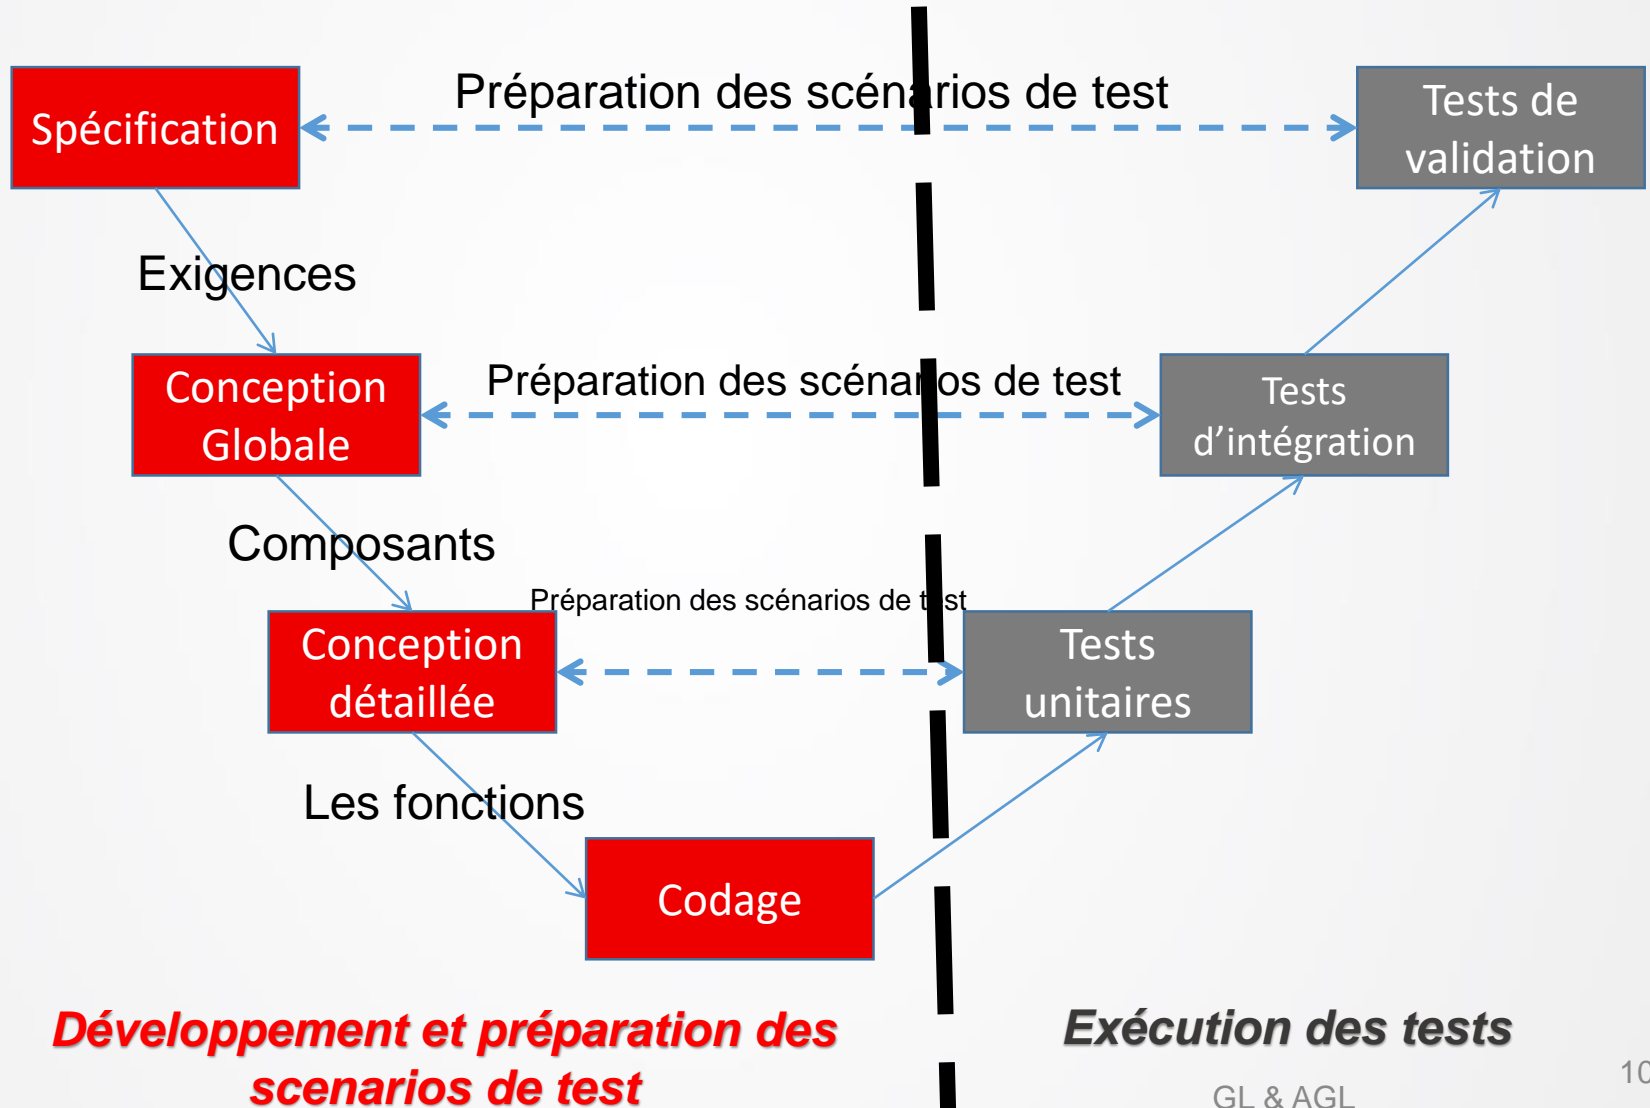 Préparation des scénarios de test
Spécification
Tests de
validation
Exigences
Préparation des scénarios de test
Conception
Globale
Tests
d’intégration
Composants
Préparation des scénarios de test
Conception
détaillée
Tests
unitaires
Les fonctions
Codage
Développement et préparation des
scenarios de test
Exécution des tests
GL & AGL
10